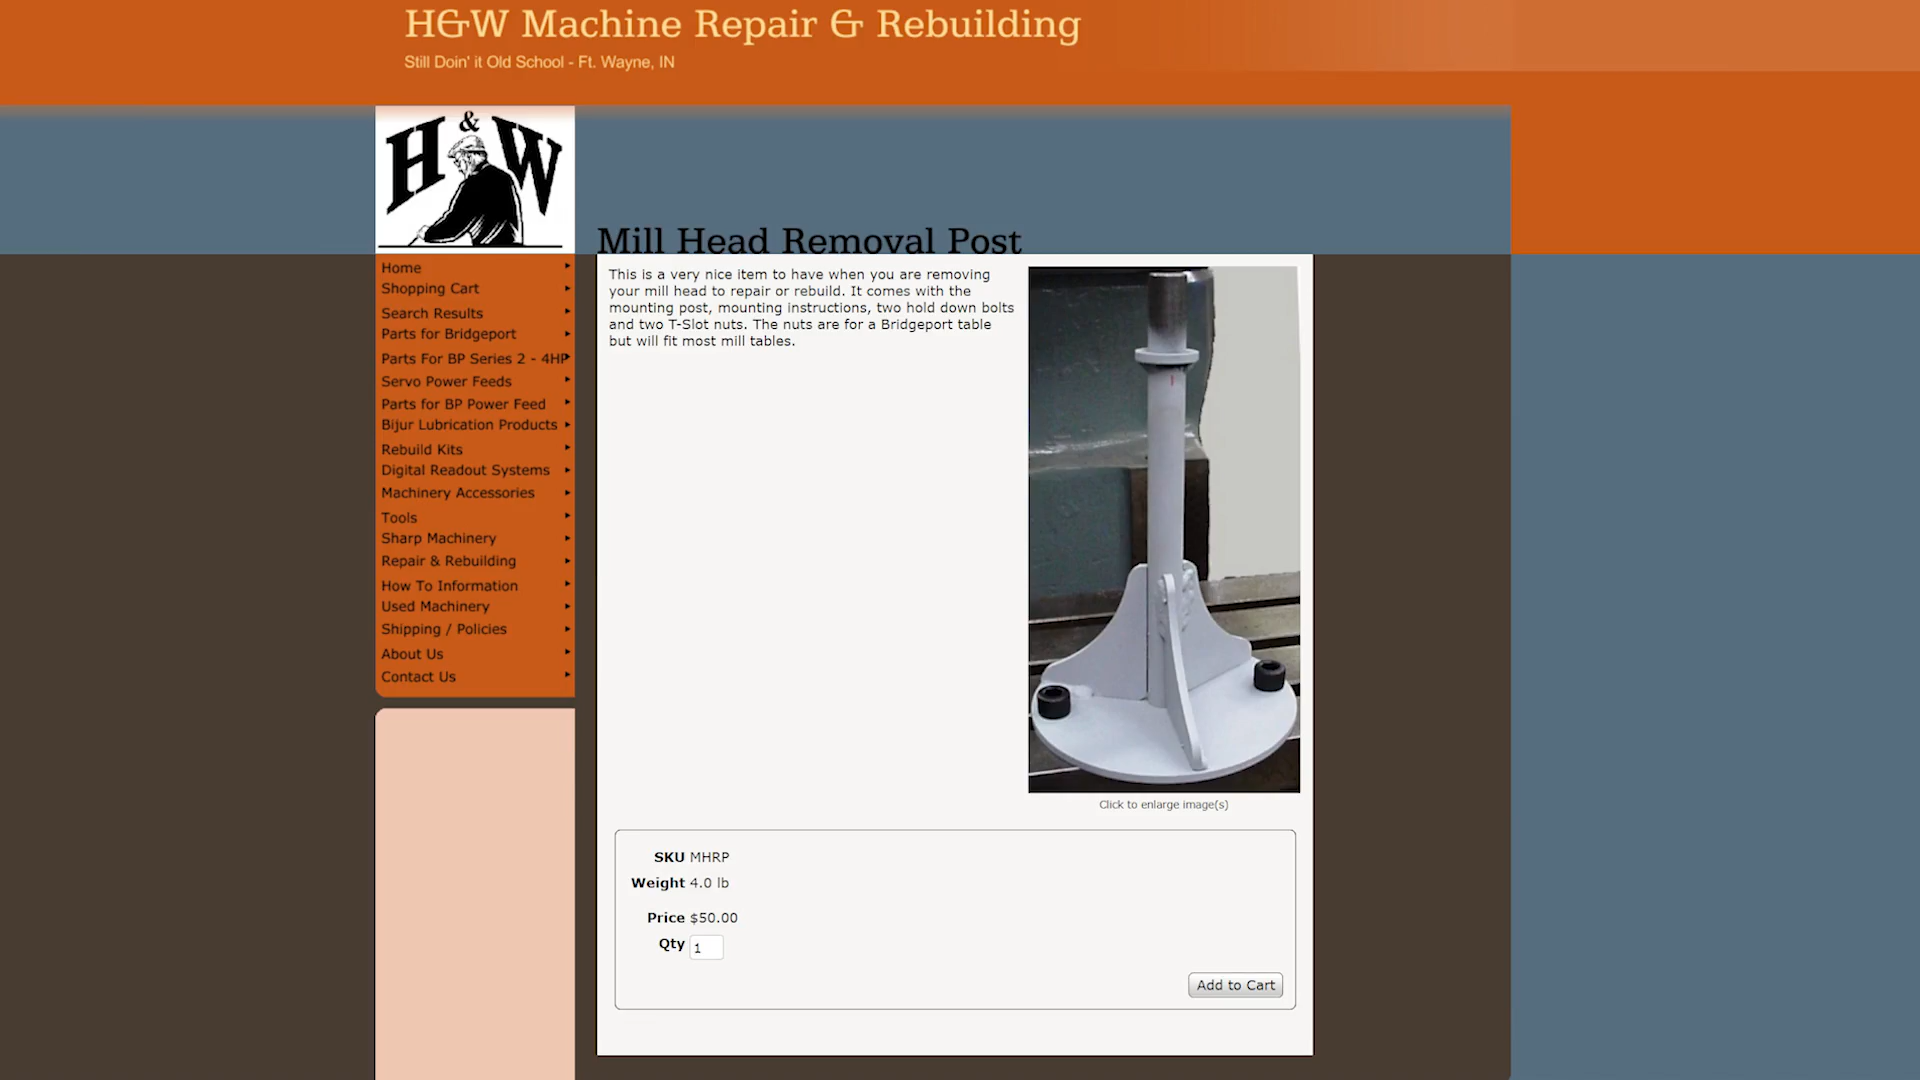 H&W Machine Repair & Rebuilding
Still Doin' it Old School - Ft. Wayne, IN
H & W
Mill Head Removal Post
Home
Shopping Cart
Search Results
Parts for Bridgeport
Parts For BP Series 2 - 4HP
Servo Power Feeds
Parts for BP Power Feed
Bijur Lubrication Products
Rebuild Kits
Digital Readout Systems
Machinery Accessories
Tools
Sharp Machinery
Repair & Rebuilding
How To Information
Used Machinery
Shipping / Policies
About Us
Contact Us
This is a very nice item to have when you are removing
your mill head to repair or rebuild. It comes with the
mounting post, mounting instructions, two hold down bolts
and two T-Slot nuts. The nuts are for a Bridgeport table
but will fit most mill tables.
Click to enlarge image(s)
SKU MHRP
Weight 4.0 lb
Price $50.00
Qty 1
Add to Cart